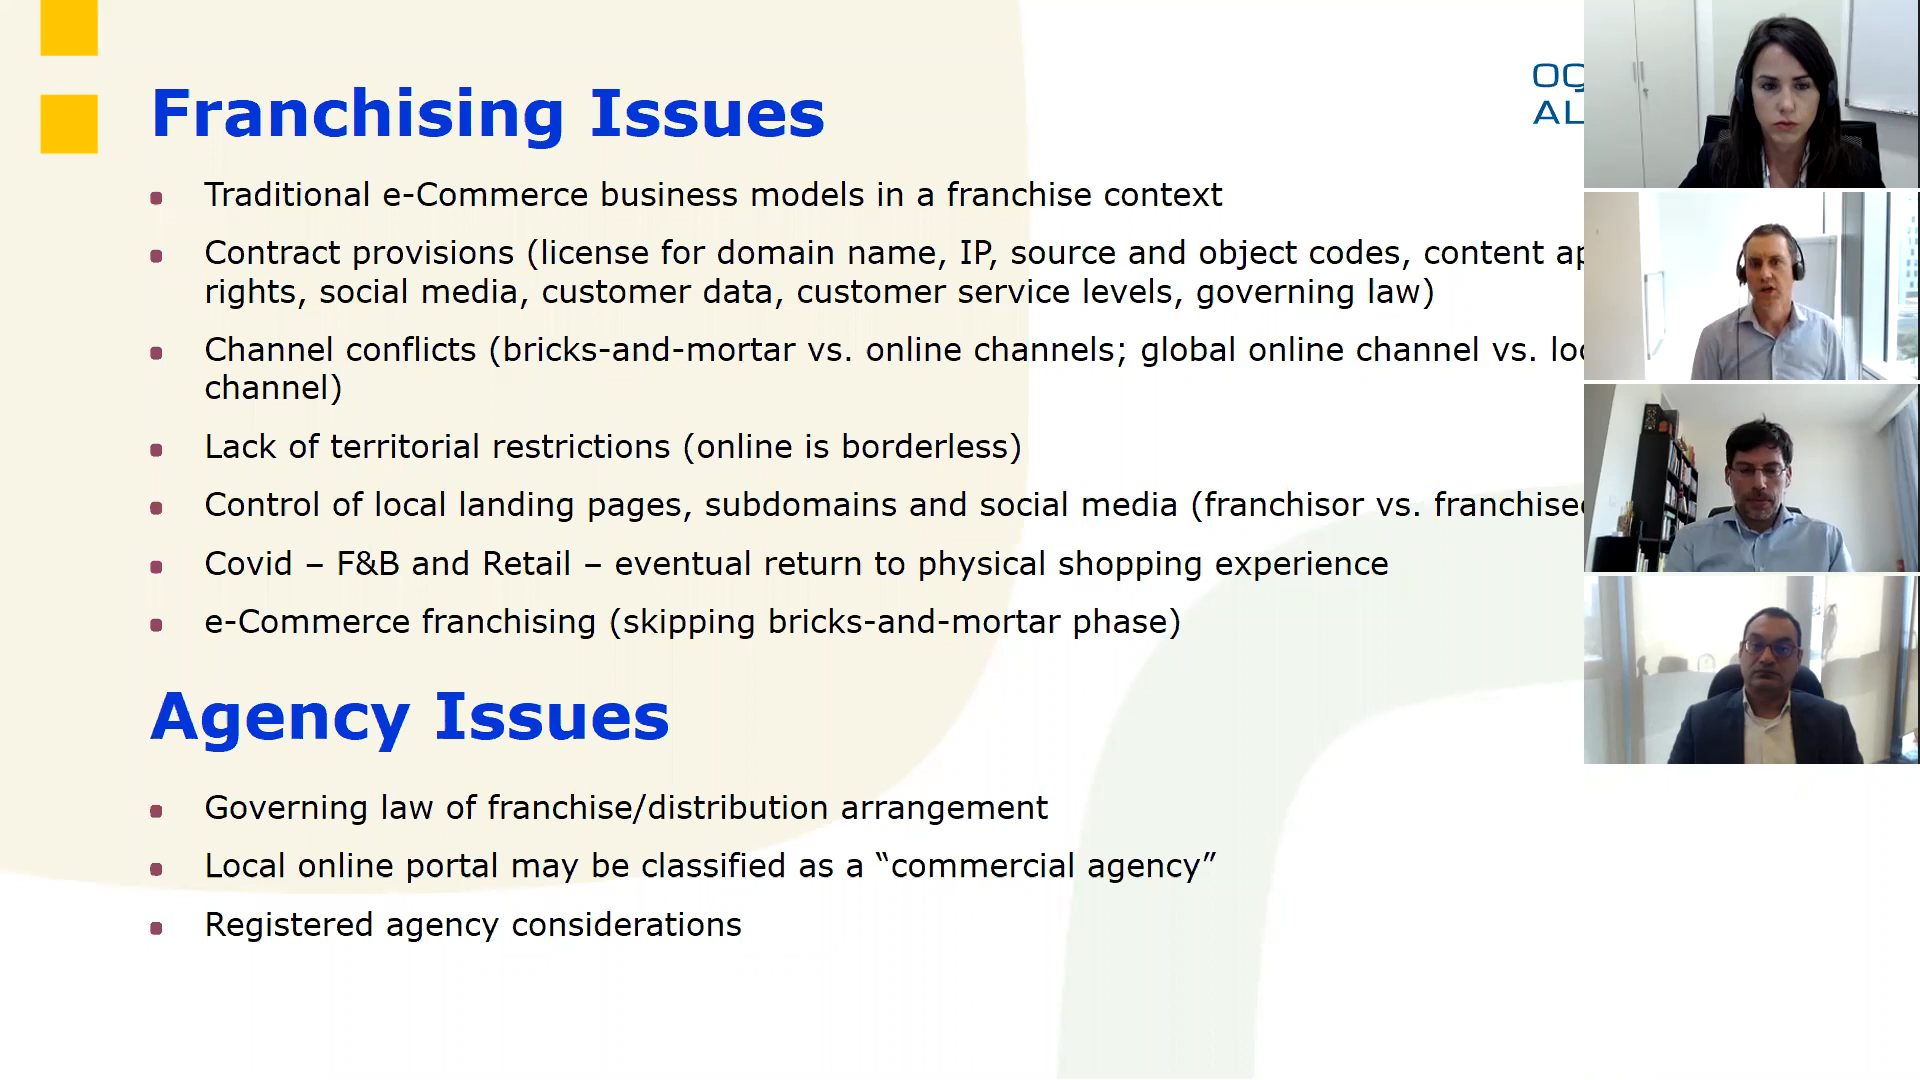 Franchising Issues
Traditional e-Commerce business models in a franchise context
Contract provisions (license for domain name, IP, source and object codes, content
rights, social media, customer data, customer service levels, governing law)
Channel conflicts (bricks-and-mortar vs. online channels; global online channel vs.
channel)
Lack of territorial restrictions (online is borderless)
Control of local landing pages, subdomains and social media (franchisor vs.
Covid – F&B and Retail – eventual return to physical shopping experience
e-Commerce franchising (skipping bricks-and-mortar phase)
Agency Issues
Governing law of franchise/distribution arrangement
Local online portal may be classified as a “commercial agency”
Registered agency considerations